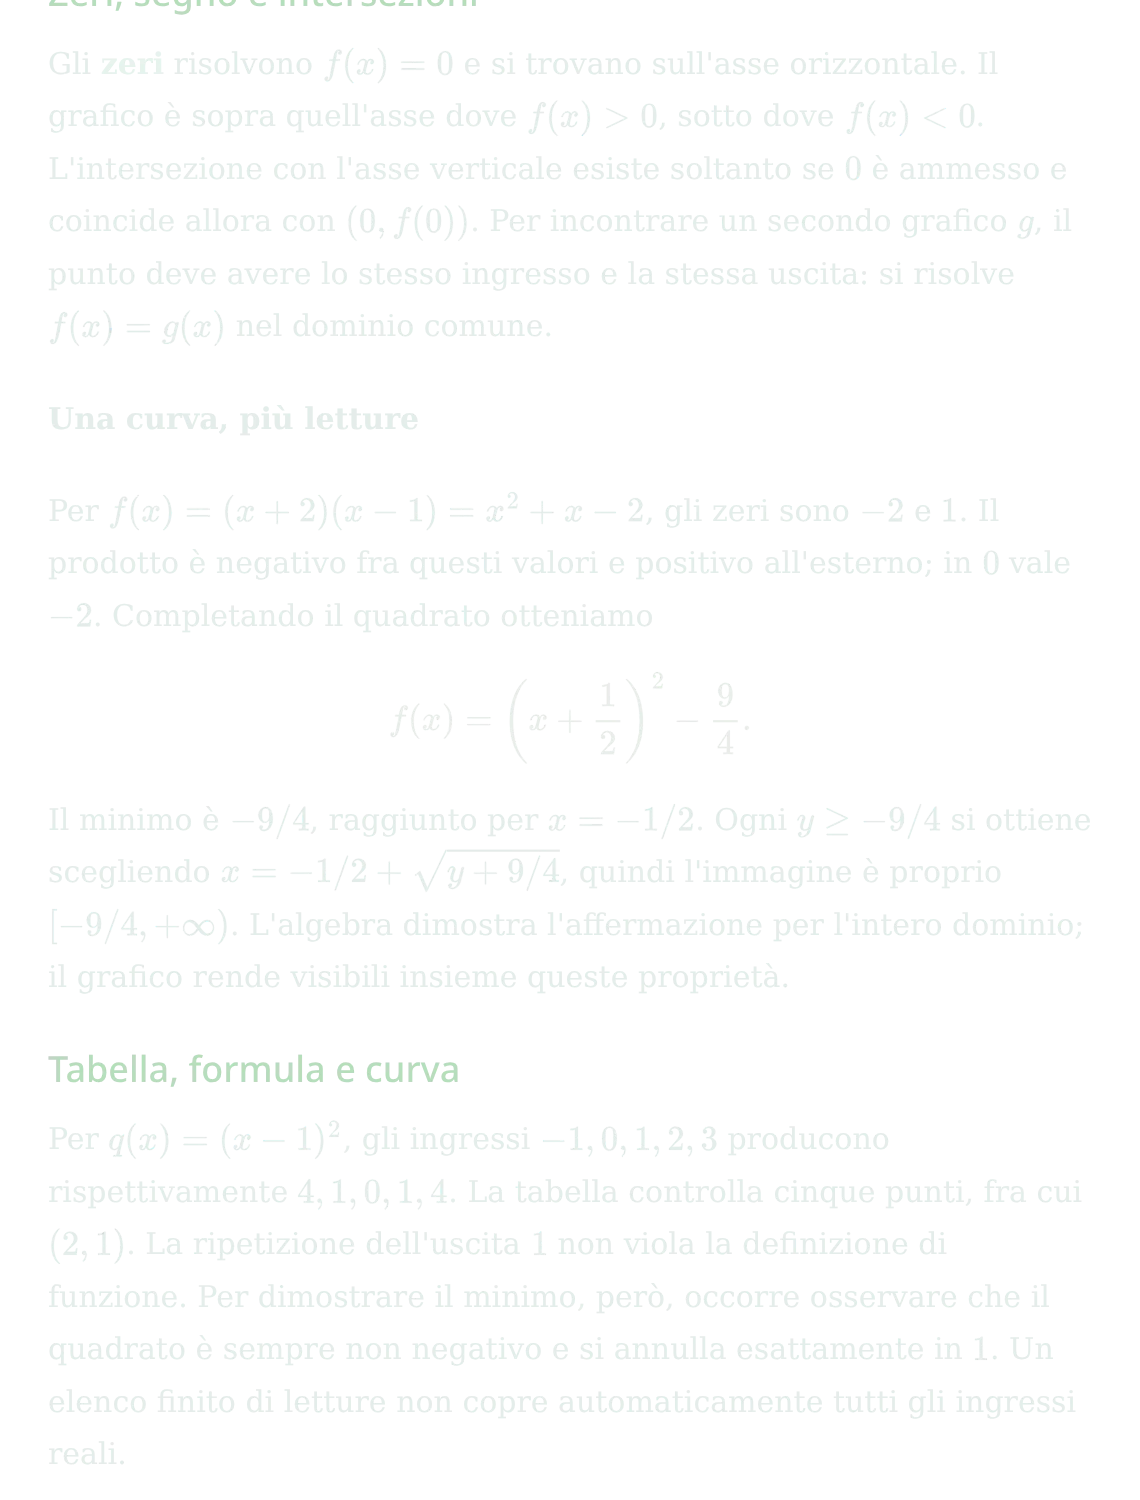 Zeri, segno e intersezioni
Gli zeri risolvono f(x) = 0 e si trovano sull'asse orizzontale. Il
grafico è sopra quell'asse dove f(x) > 0, sotto dove f(x) < 0.
L'intersezione con l'asse verticale esiste soltanto se 0 è ammesso e
coincide allora con (0, f(0)). Per incontrare un secondo grafico g, il
punto deve avere lo stesso ingresso e la stessa uscita: si risolve
f(x) = g(x) nel dominio comune.
Una curva, più letture
Per f(x) = (x + 2)(x − 1) = x² + x − 2, gli zeri sono −2 e 1. Il
prodotto è negativo fra questi valori e positivo all'esterno; in 0 vale
−2. Completando il quadrato otteniamo
f(x) = (x + 1/2)² − 9/4.
Il minimo è −9/4, raggiunto per x = −1/2. Ogni y ≥ −9/4 si ottiene
scegliendo x = −1/2 + √(y + 9/4), quindi l'immagine è proprio
[−9/4, +∞). L'algebra dimostra l'affermazione per l'intero dominio;
il grafico rende visibili insieme queste proprietà.
Tabella, formula e curva
Per q(x) = (x − 1)², gli ingressi −1, 0, 1, 2, 3 producono
rispettivamente 4, 1, 0, 1, 4. La tabella controlla cinque punti, fra cui
(2, 1). La ripetizione dell'uscita 1 non viola la definizione di
funzione. Per dimostrare il minimo, però, occorre osservare che il
quadrato è sempre non negativo e si annulla esattamente in 1. Un
elenco finito di letture non copre automaticamente tutti gli ingressi
reali.